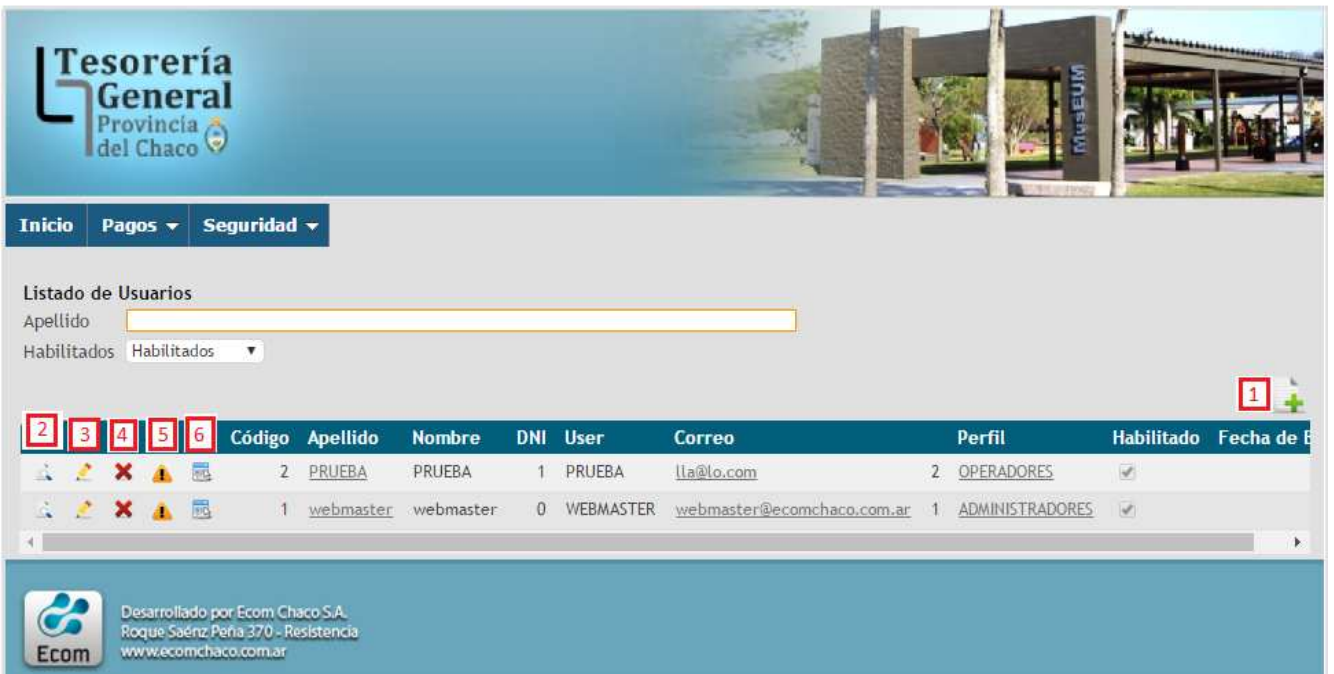 Tesorería
General
Provincia
del Chaco
MusEUM
Inicio Pagos Seguridad
Listado de Usuarios
Apellido
Habilitados Habilitados
1
2 3 4 5 6 Código Apellido Nombre DNI User Correo Perfil Habilitado Fecha de E
2 PRUEBA PRUEBA 1 PRUEBA lla@lo.com 2 OPERADORES
1 webmaster webmaster 0 WEBMASTER webmaster@ecomchaco.com.ar 1 ADMINISTRADORES
Desarrollado por Ecom Chaco S.A.
Roque Saénz Peña 370 - Resistencia
www.ecomchaco.com.ar
Ecom